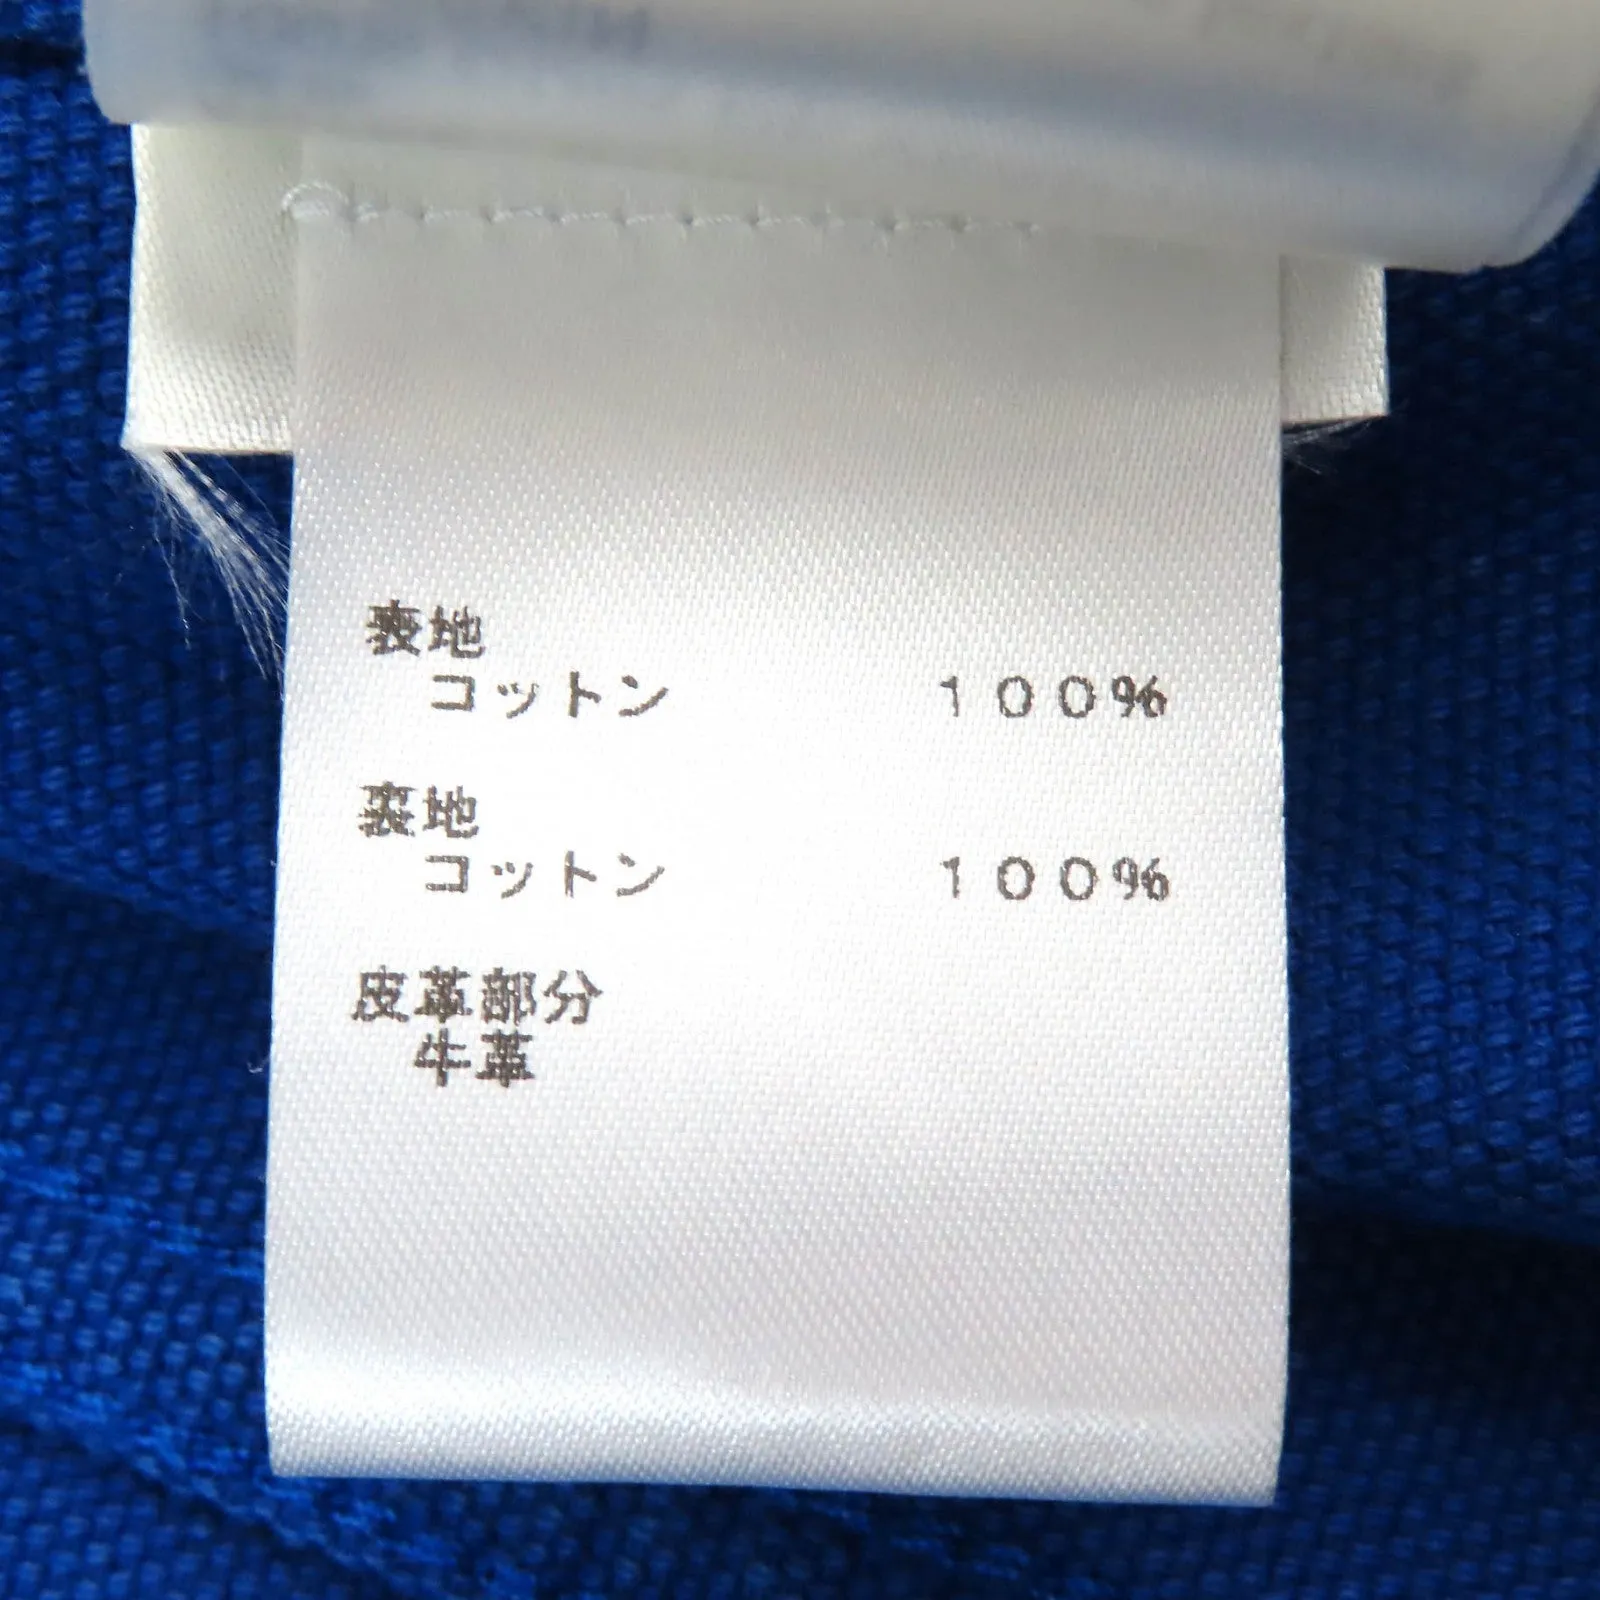 表地
コットン 100%
裏地
コットン 100%
皮革部分
牛革